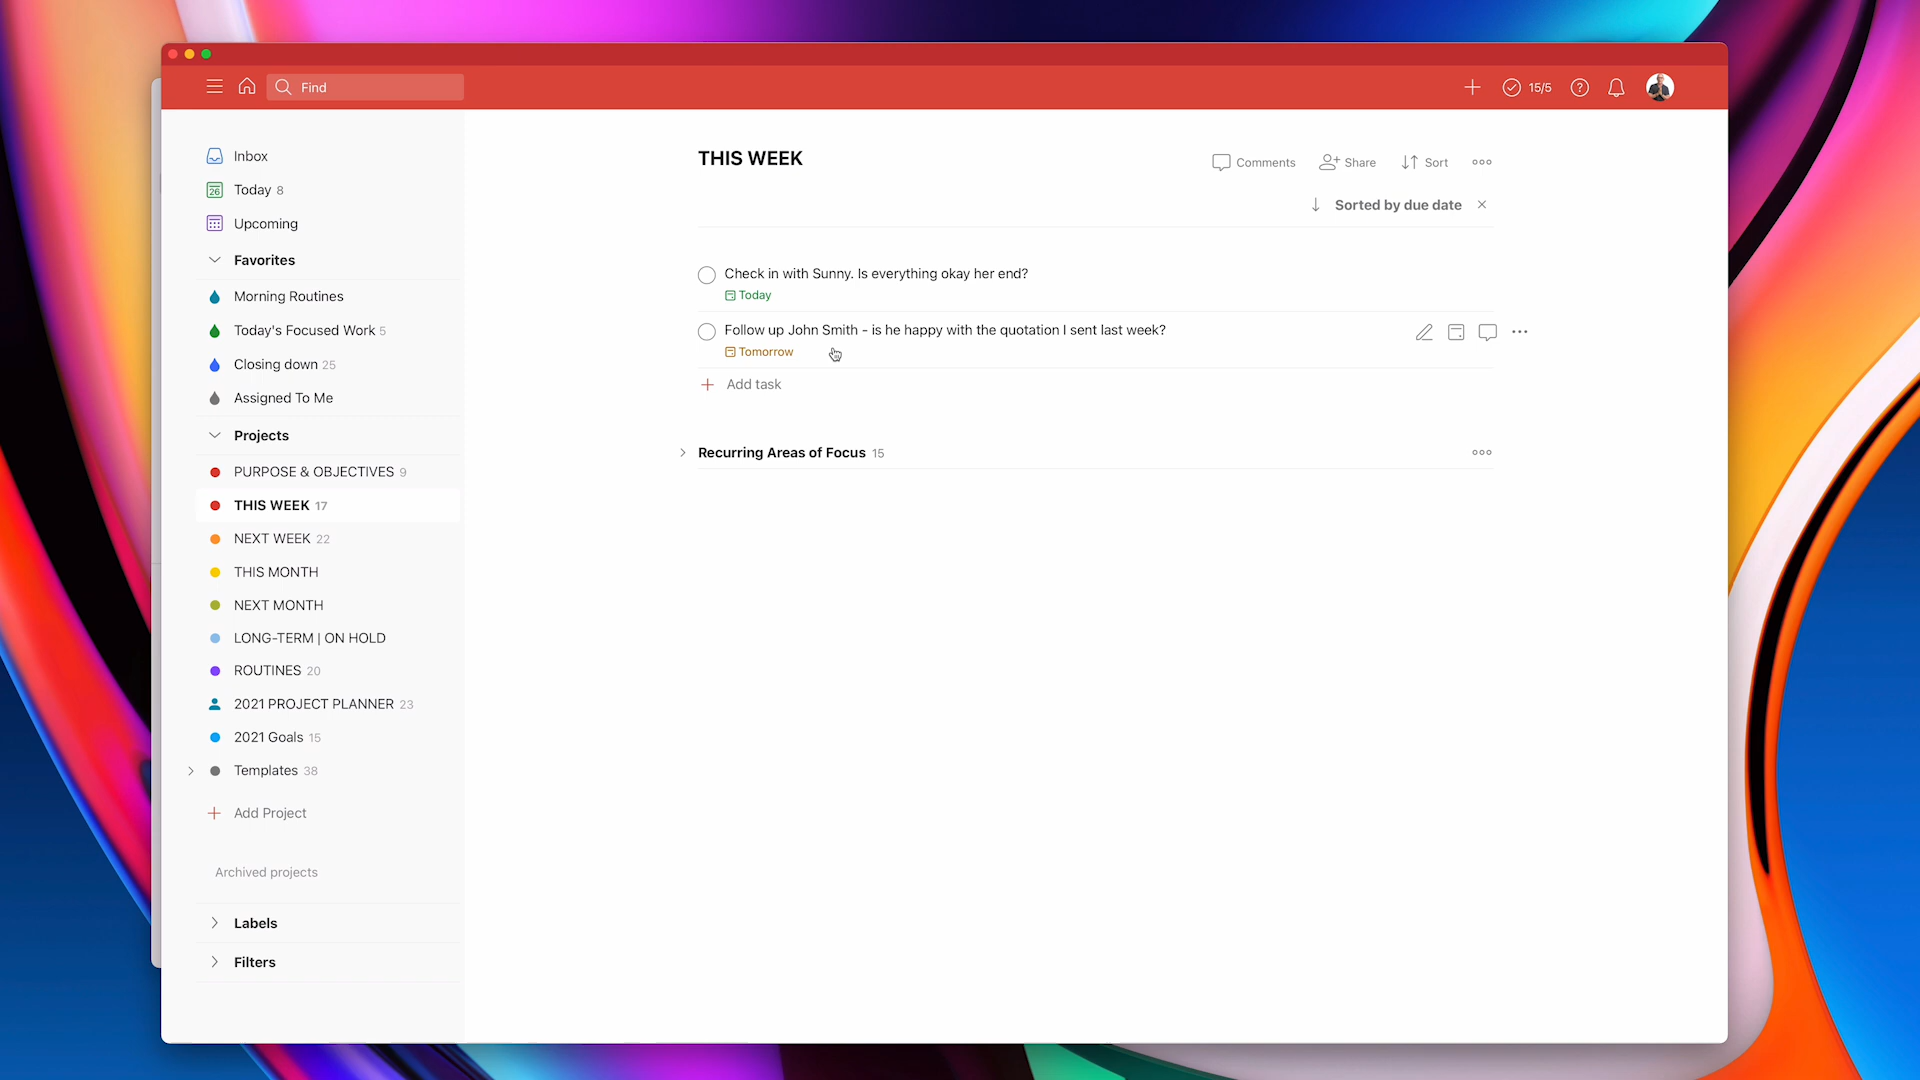 Find
15/5
Inbox
26
Today 8
Upcoming
Favorites
Morning Routines
Today's Focused Work 5
Closing down 25
Assigned To Me
Projects
PURPOSE & OBJECTIVES 9
THIS WEEK 17
NEXT WEEK 22
THIS MONTH
NEXT MONTH
LONG-TERM | ON HOLD
ROUTINES 20
2021 PROJECT PLANNER 23
2021 Goals 15
Templates 38
Add Project
Archived projects
Labels
Filters
THIS WEEK
Comments
Share
Sort
Sorted by due date
Check in with Sunny. Is everything okay her end?
Today
Follow up John Smith - is he happy with the quotation I sent last week?
Tomorrow
Add task
Recurring Areas of Focus 15